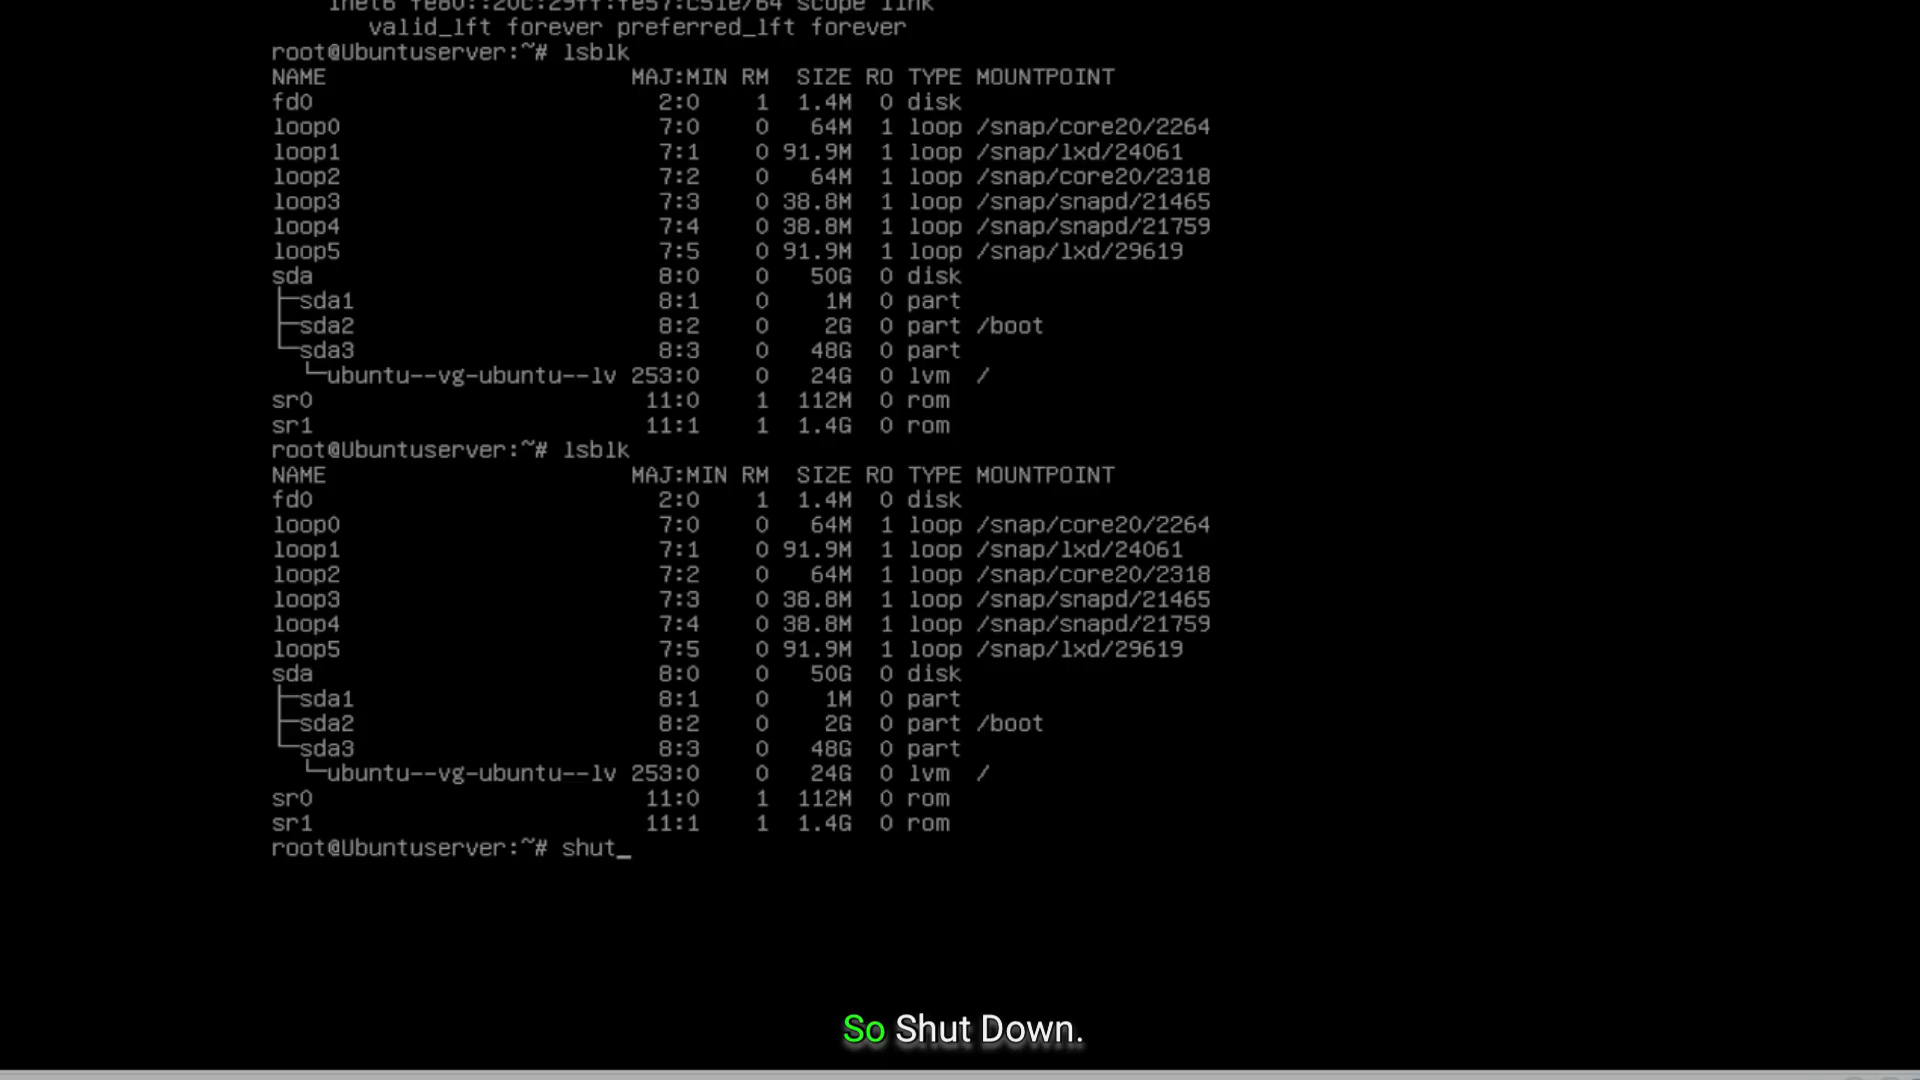 inet6 fe80::20c:29ff:fe57:c51e/64 scope link
valid_lft forever preferred_lft forever
root@Ubuntuserver:~# lsblk
NAME MAJ:MIN RM SIZE RO TYPE MOUNTPOINT
fd0 2:0 1 1.4M 0 disk
loop0 7:0 0 64M 1 loop /snap/core20/2264
loop1 7:1 0 91.9M 1 loop /snap/lxd/24061
loop2 7:2 0 64M 1 loop /snap/core20/2318
loop3 7:3 0 38.8M 1 loop /snap/snapd/21465
loop4 7:4 0 38.8M 1 loop /snap/snapd/21759
loop5 7:5 0 91.9M 1 loop /snap/lxd/29619
sda 8:0 0 50G 0 disk
├─sda1 8:1 0 1M 0 part
├─sda2 8:2 0 2G 0 part /boot
└─sda3 8:3 0 48G 0 part
└─ubuntu--vg-ubuntu--lv 253:0 0 24G 0 lvm /
sr0 11:0 1 112M 0 rom
sr1 11:1 1 1.4G 0 rom
root@Ubuntuserver:~# lsblk
NAME MAJ:MIN RM SIZE RO TYPE MOUNTPOINT
fd0 2:0 1 1.4M 0 disk
loop0 7:0 0 64M 1 loop /snap/core20/2264
loop1 7:1 0 91.9M 1 loop /snap/lxd/24061
loop2 7:2 0 64M 1 loop /snap/core20/2318
loop3 7:3 0 38.8M 1 loop /snap/snapd/21465
loop4 7:4 0 38.8M 1 loop /snap/snapd/21759
loop5 7:5 0 91.9M 1 loop /snap/lxd/29619
sda 8:0 0 50G 0 disk
├─sda1 8:1 0 1M 0 part
├─sda2 8:2 0 2G 0 part /boot
└─sda3 8:3 0 48G 0 part
└─ubuntu--vg-ubuntu--lv 253:0 0 24G 0 lvm /
sr0 11:0 1 112M 0 rom
sr1 11:1 1 1.4G 0 rom
root@Ubuntuserver:~# shut_
So Shut Down.